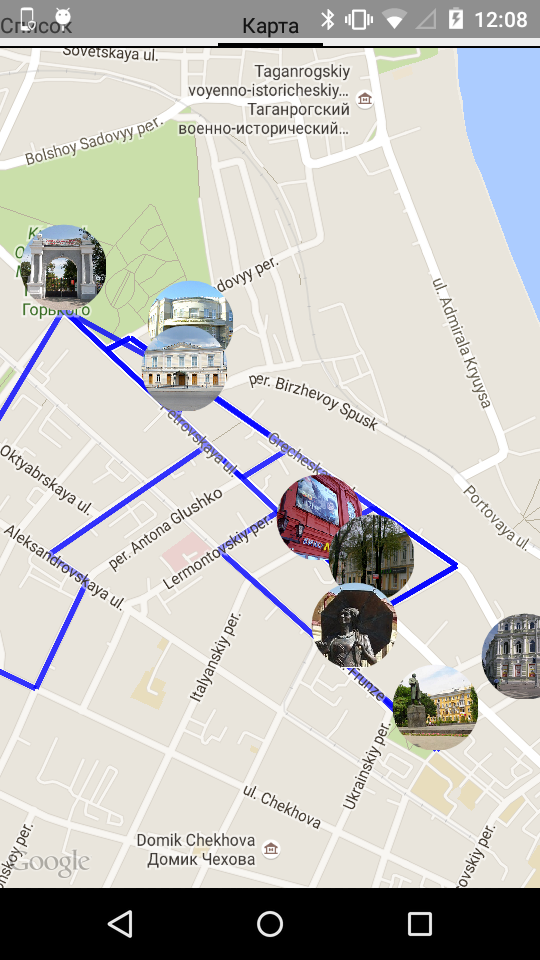 12:08
Список
Карта
Sovetskaya ul.
Taganrogskiy
voyenno-istoricheskiy...
Таганрогский
военно-исторический...
Bolshoy Sadovyy per.
Горького
dovyy per.
ul. Admirala Kryuysa
per. Birzhevoy Spusk
Petrovskaya ul.
Grecheska
Oktyabrskaya ul.
per. Antona Glushko
Portovaya ul.
Lermontovskiy per.
Aleksandrovskaya ul.
Italyanskiy per.
Frunze
Ukrainskiy per.
ul. Chekhova
Domik Chekhova
Домик Чехова
Google
nskoy per.
ovskiy per.